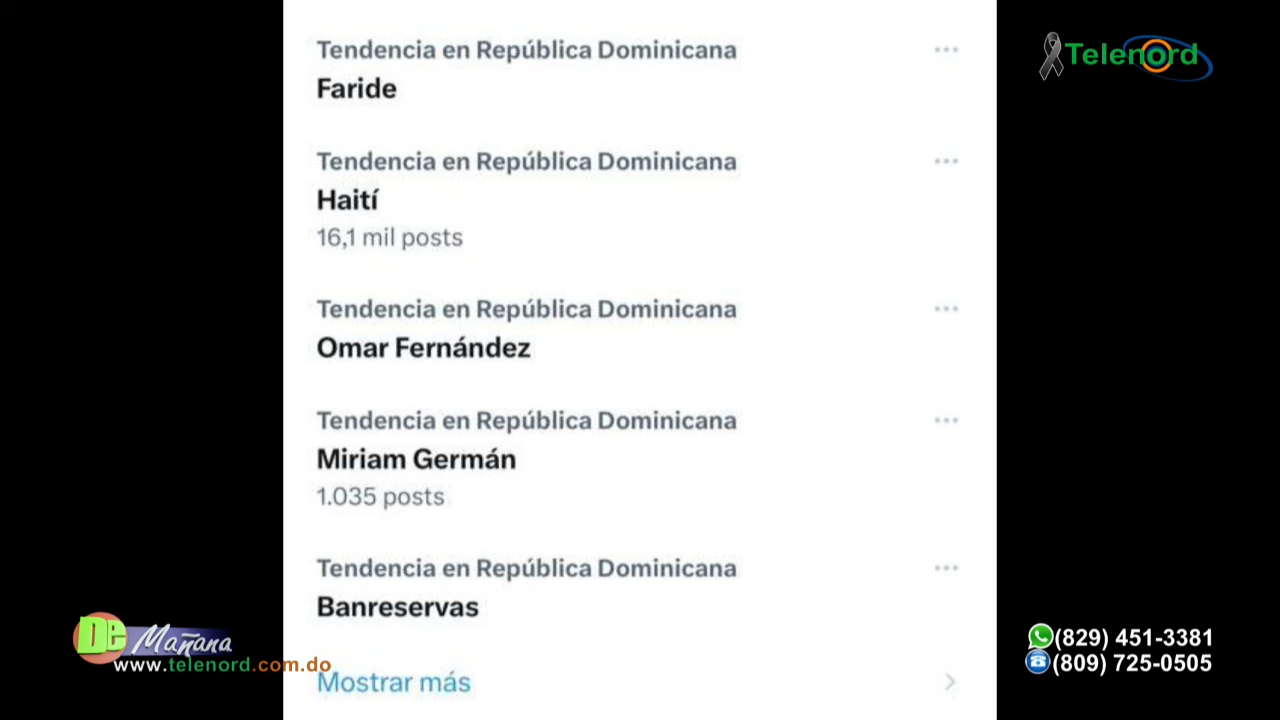 Tendencia en República Dominicana
Faride
Tendencia en República Dominicana
Haití
16,1 mil posts
Tendencia en República Dominicana
Omar Fernández
Tendencia en República Dominicana
Miriam Germán
1.035 posts
Tendencia en República Dominicana
Banreservas
Mostrar más
Telenord
De Mañana
www.telenord.com.do
(829) 451-3381
(809) 725-0505